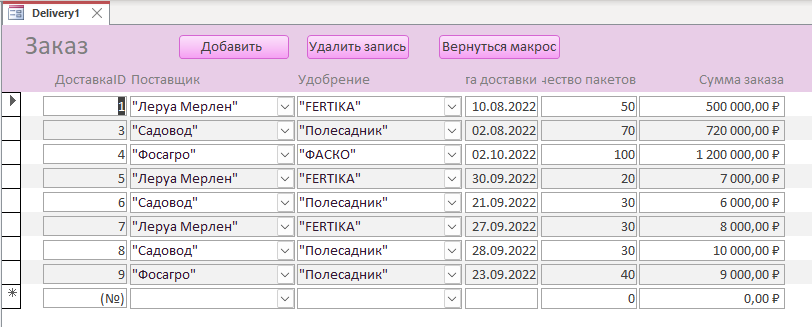 Delivery1
Заказ Добавить Удалить запись Вернуться макрос
ДоставкаID Поставщик Удобрение та доставки чество пакетов Сумма заказа
1 "Леруа Мерлен" "FERTIKA" 10.08.2022 50 500 000,00 ₽
3 "Садовод" "Полесадник" 02.08.2022 70 720 000,00 ₽
4 "Фосагро" "ФАСКО" 02.10.2022 100 1 200 000,00 ₽
5 "Леруа Мерлен" "FERTIKA" 30.09.2022 20 7 000,00 ₽
6 "Садовод" "Полесадник" 21.09.2022 30 6 000,00 ₽
7 "Леруа Мерлен" "FERTIKA" 27.09.2022 30 8 000,00 ₽
8 "Садовод" "Полесадник" 28.09.2022 30 10 000,00 ₽
9 "Фосагро" "Полесадник" 23.09.2022 40 9 000,00 ₽
(№) 0 0,00 ₽